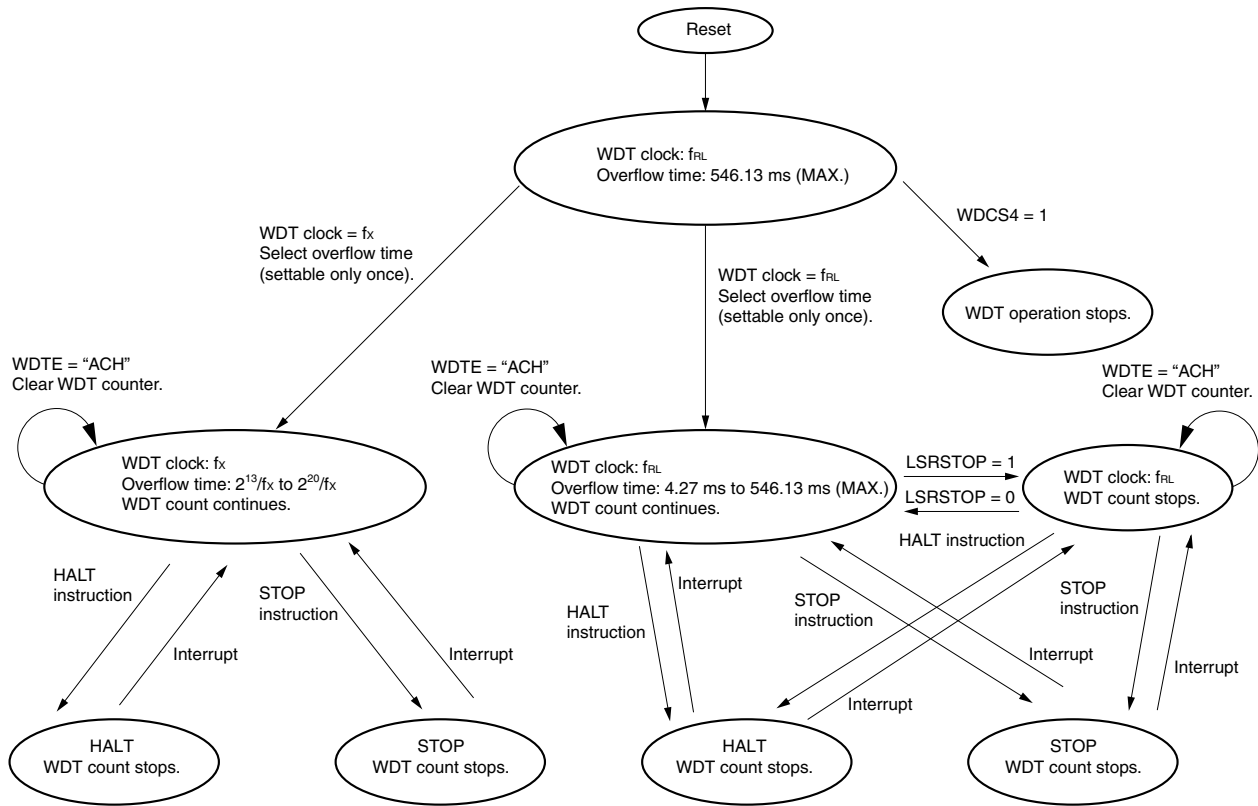 Reset
WDT clock: fRL
Overflow time: 546.13 ms (MAX.)
WDCS4 = 1
WDT clock = fX
Select overflow time
(settable only once).
WDT clock = fRL
Select overflow time
(settable only once).
WDT operation stops.
WDTE = “ACH”
Clear WDT counter.
WDTE = “ACH”
Clear WDT counter.
WDTE = “ACH”
Clear WDT counter.
WDT clock: fX
Overflow time: 2¹³/fX to 2²⁰/fX
WDT count continues.
WDT clock: fRL
Overflow time: 4.27 ms to 546.13 ms (MAX.)
WDT count continues.
LSRSTOP = 1
LSRSTOP = 0
WDT clock: fRL
WDT count stops.
HALT instruction
HALT
instruction
Interrupt
STOP
instruction
Interrupt
HALT
instruction
Interrupt
STOP
instruction
Interrupt
Interrupt
STOP
instruction
Interrupt
HALT
WDT count stops.
STOP
WDT count stops.
HALT
WDT count stops.
STOP
WDT count stops.